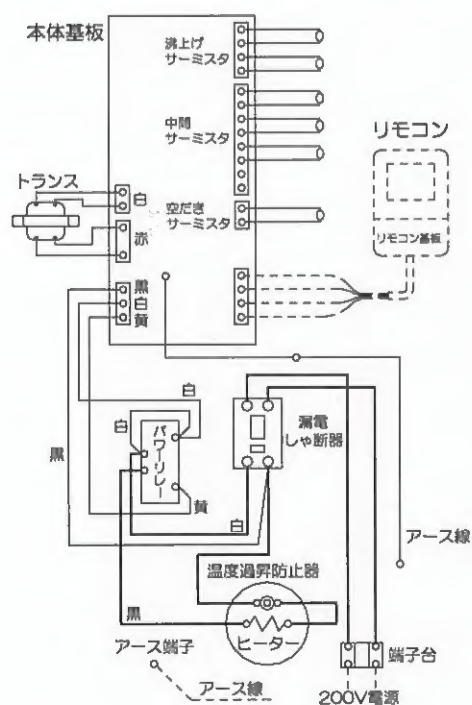 本体基板
沸上げ
サーミスタ
中間
サーミスタ
リモコン
トランス
白
空だき
サーミスタ
リモコン基板
赤
黒
白
黄
白
白
パワーリレー
漏電
しゃ断器
黒
黄
白
アース線
温度過昇防止器
黒
ヒーター
アース端子
端子台
アース線
200V電源